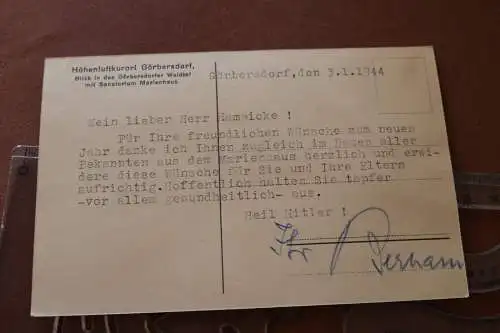 Höhenluftkurort Görbersdorf,
Blick in das Görbersdorfer Waldtal
mit Sanatorium Marienhaus
Görbersdorf, den 3.1.1944
Mein lieber Herr Hameicke !
Für Ihre freundlichen Wünsche zum neuen
Jahr danke ich Ihnen zugleich im Namen aller
Bekannten aus dem Marienhaus herzlich und erwi-
dere diese Wünsche für Sie und Ihre Eltern
aufrichtig.Hoffentlich halten Sie tapfer
-vor allem gesundheitlich- aus.
Heil Hitler !